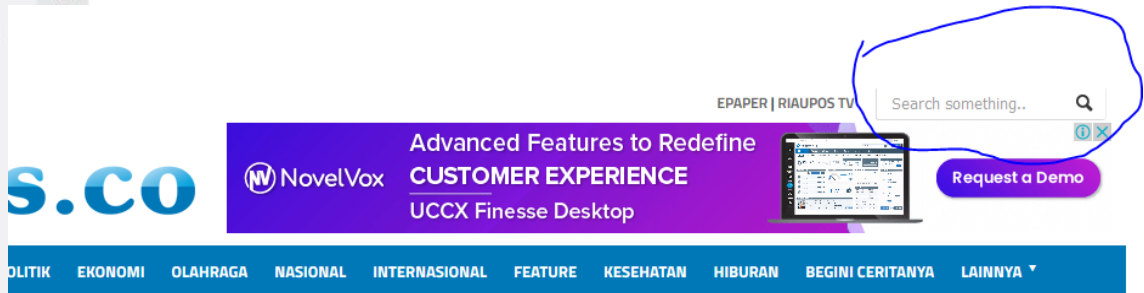 EPAPER | RIAUPOS TV
Search something..
Advanced Features to Redefine
NovelVox CUSTOMER EXPERIENCE
UCCX Finesse Desktop
Request a Demo
s.co
OLITIK EKONOMI OLAHRAGA NASIONAL INTERNASIONAL FEATURE KESEHATAN HIBURAN BEGINI CERITANYA LAINNYA